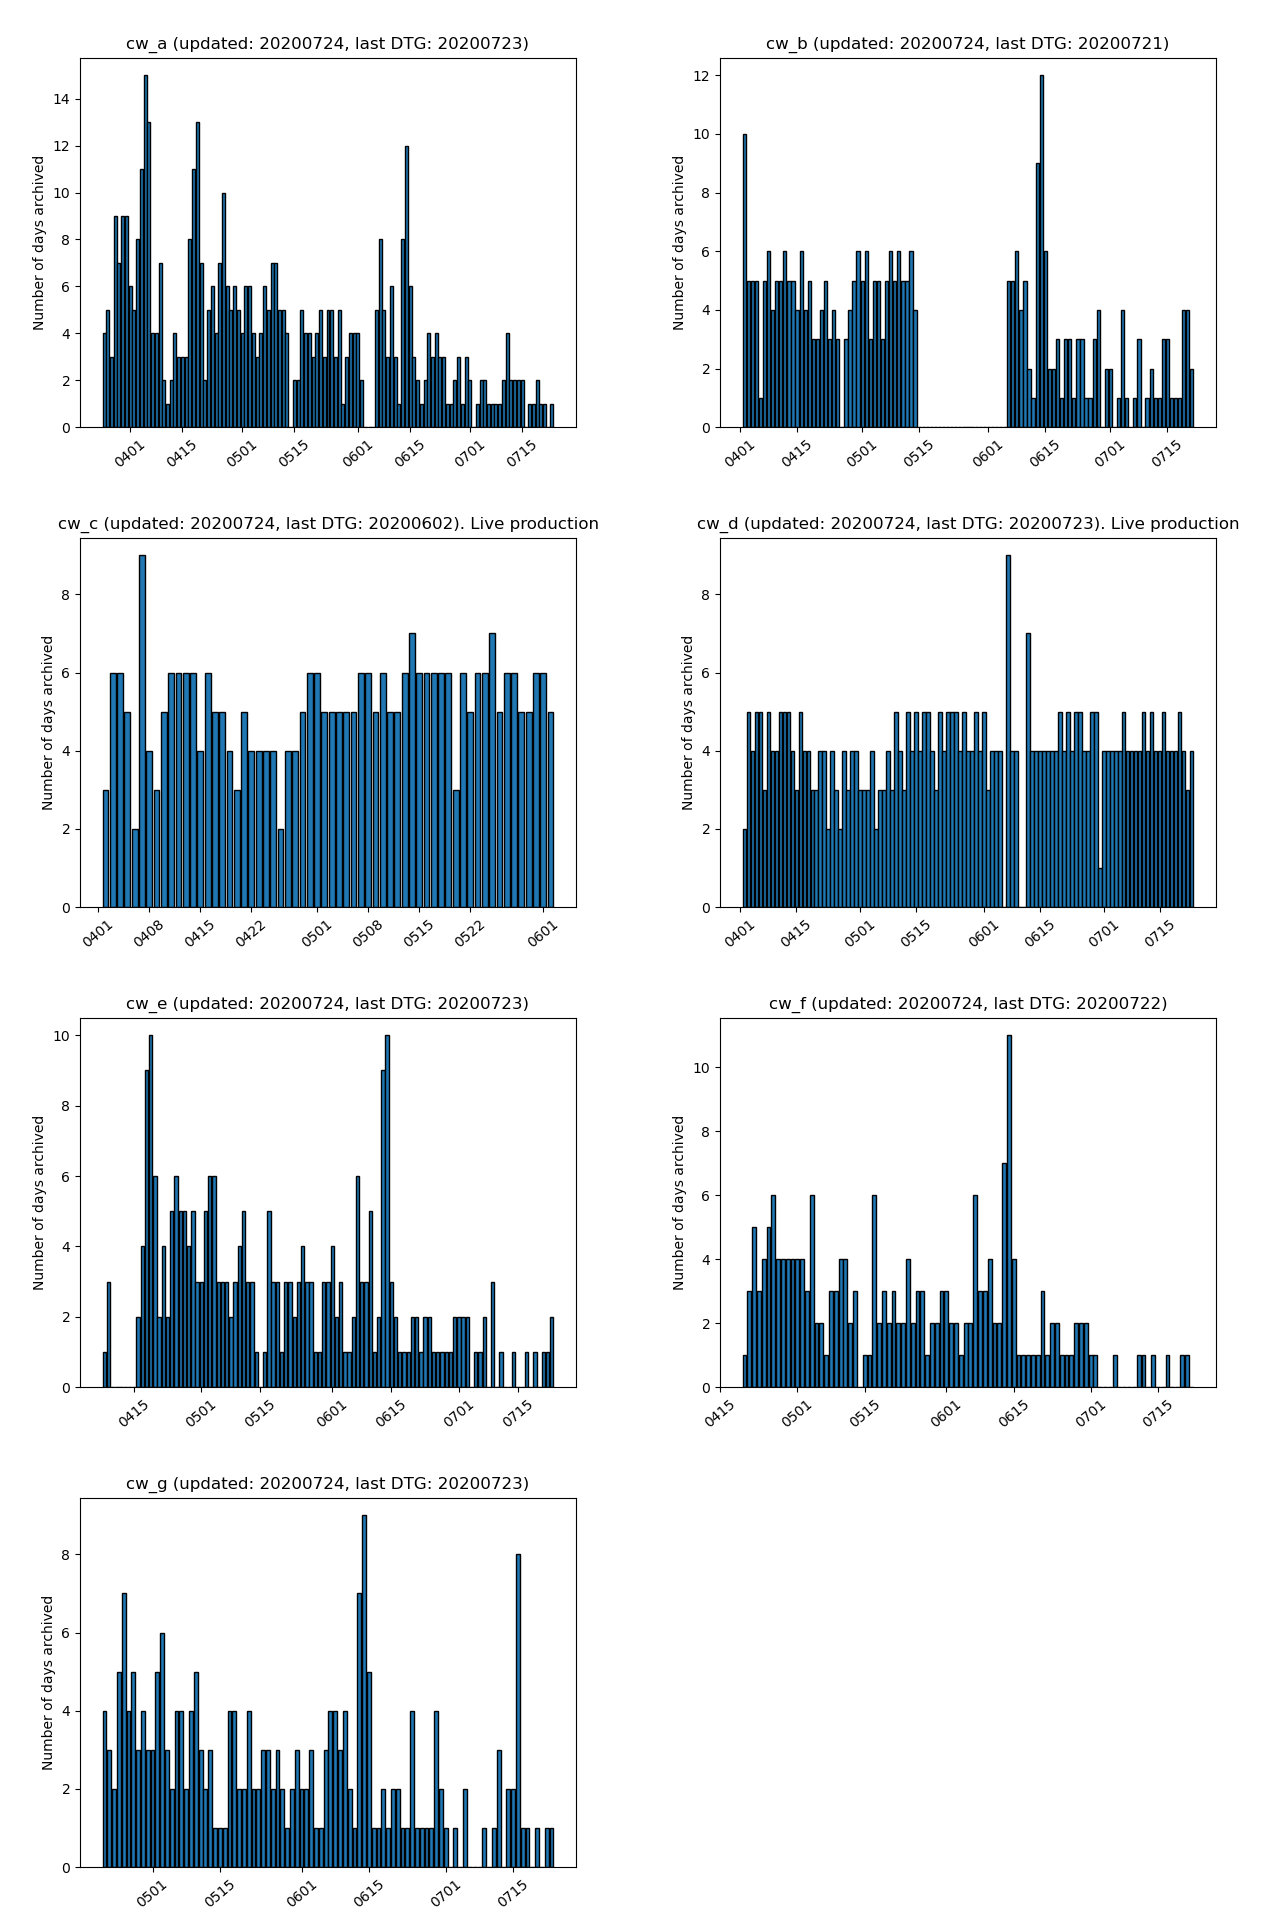 cw_a (updated: 20200724, last DTG: 20200723)
Number of days archived
14
12
10
8
6
4
2
0
0401 0415 0501 0515 0601 0615 0701 0715
cw_b (updated: 20200724, last DTG: 20200721)
Number of days archived
12
10
8
6
4
2
0
0401 0415 0501 0515 0601 0615 0701 0715
cw_c (updated: 20200724, last DTG: 20200602). Live production
Number of days archived
8
6
4
2
0
0401 0408 0415 0422 0501 0508 0515 0522 0601
cw_d (updated: 20200724, last DTG: 20200723). Live production
Number of days archived
8
6
4
2
0
0401 0415 0501 0515 0601 0615 0701 0715
cw_e (updated: 20200724, last DTG: 20200723)
Number of days archived
10
8
6
4
2
0
0415 0501 0515 0601 0615 0701 0715
cw_f (updated: 20200724, last DTG: 20200722)
Number of days archived
10
8
6
4
2
0
0415 0501 0515 0601 0615 0701 0715
cw_g (updated: 20200724, last DTG: 20200723)
Number of days archived
8
6
4
2
0
0501 0515 0601 0615 0701 0715